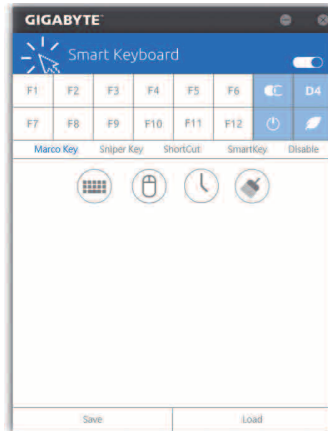 GIGABYTE
Smart Keyboard
F1 F2 F3 F4 F5 F6 D4
F7 F8 F9 F10 F11 F12
Marco Key Sniper Key ShortCut SmartKey Disable
Save Load